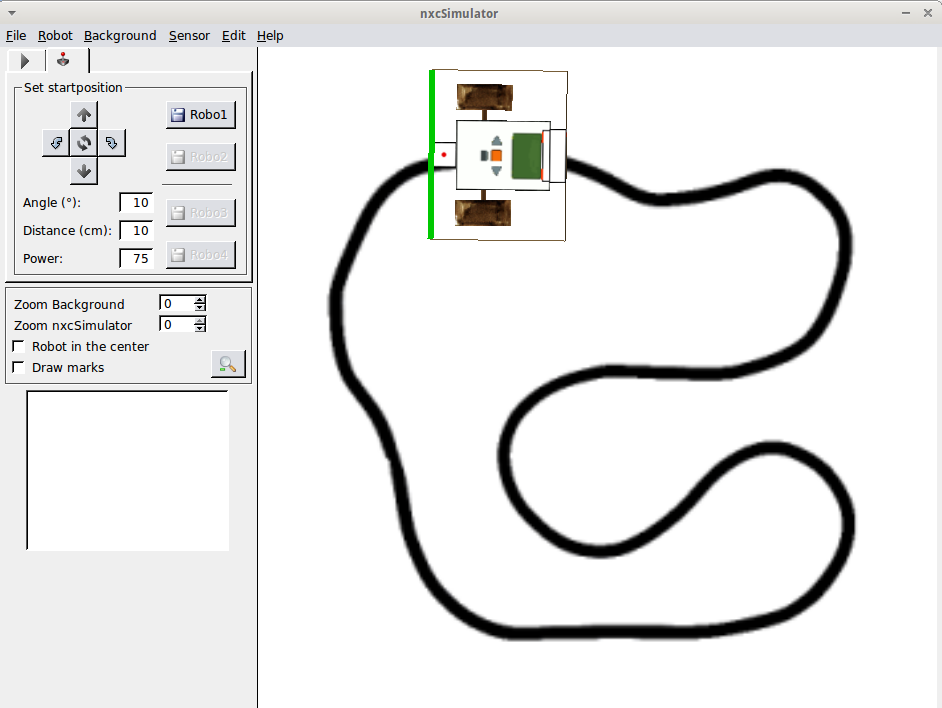 nxcSimulator
File Robot Background Sensor Edit Help
Set startposition
Robo1
Robo2
Angle (°): 10
Robo3
Distance (cm): 10
Power: 75
Robo4
Zoom Background 0
Zoom nxcSimulator 0
Robot in the center
Draw marks